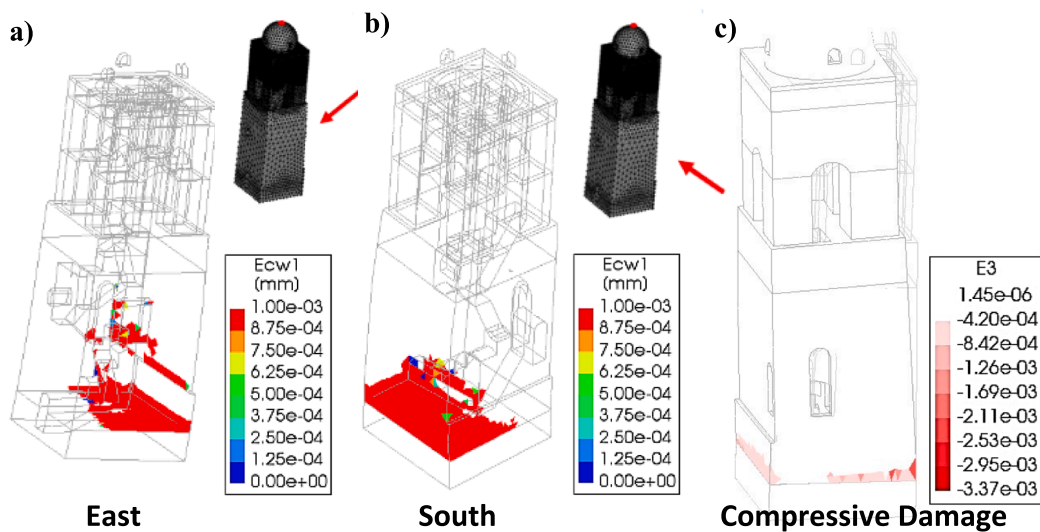 a)
b)
c)
Ecw1
(mm)
1.00e-03
8.75e-04
7.50e-04
6.25e-04
5.00e-04
3.75e-04
2.50e-04
1.25e-04
0.00e+00
Ecw1
(mm)
1.00e-03
8.75e-04
7.50e-04
6.25e-04
5.00e-04
3.75e-04
2.50e-04
1.25e-04
0.00e+00
E3
1.45e-06
-4.20e-04
-8.42e-04
-1.26e-03
-1.69e-03
-2.11e-03
-2.53e-03
-2.95e-03
-3.37e-03
East
South
Compressive Damage